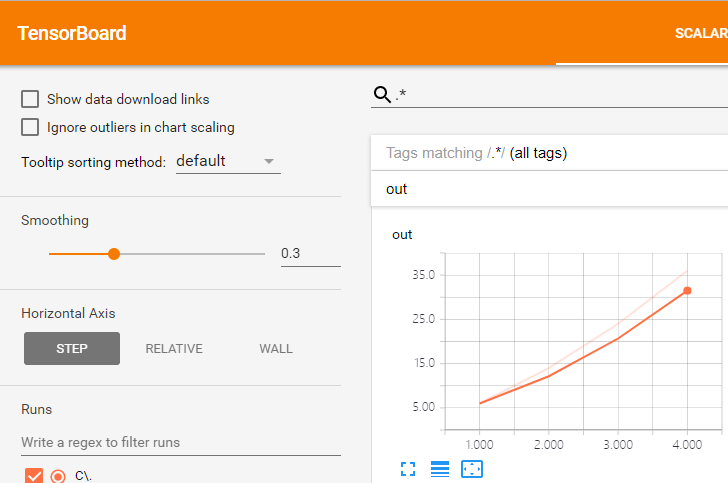 TensorBoard
SCALAR
Show data download links
Ignore outliers in chart scaling
Tooltip sorting method: default
Smoothing
0.3
Horizontal Axis
STEP RELATIVE WALL
Runs
Write a regex to filter runs
C\.
.*
Tags matching /.*/ (all tags)
out
out
35.0
25.0
15.0
5.00
1.000 2.000 3.000 4.000